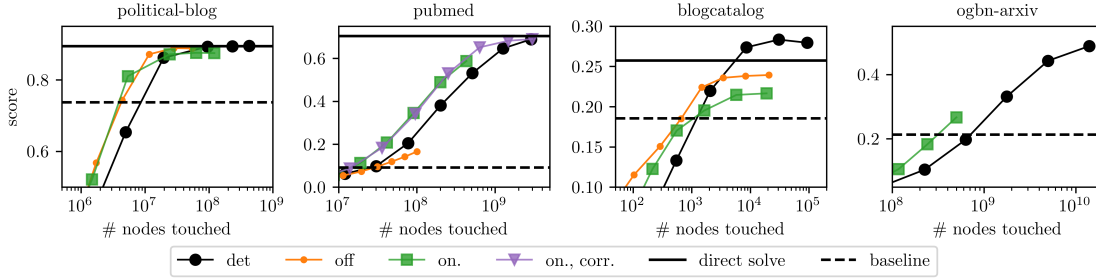 political-blog
pubmed
blogcatalog
ogbn-arxiv
score
0.8
0.6
10^6
10^7
10^8
10^9
# nodes touched
0.6
0.4
0.2
0.0
10^7
10^8
10^9
# nodes touched
0.30
0.25
0.20
0.15
0.10
10^2
10^3
10^4
10^5
# nodes touched
0.4
0.2
10^8
10^9
10^10
# nodes touched
det
off
on.
on., corr.
direct solve
baseline